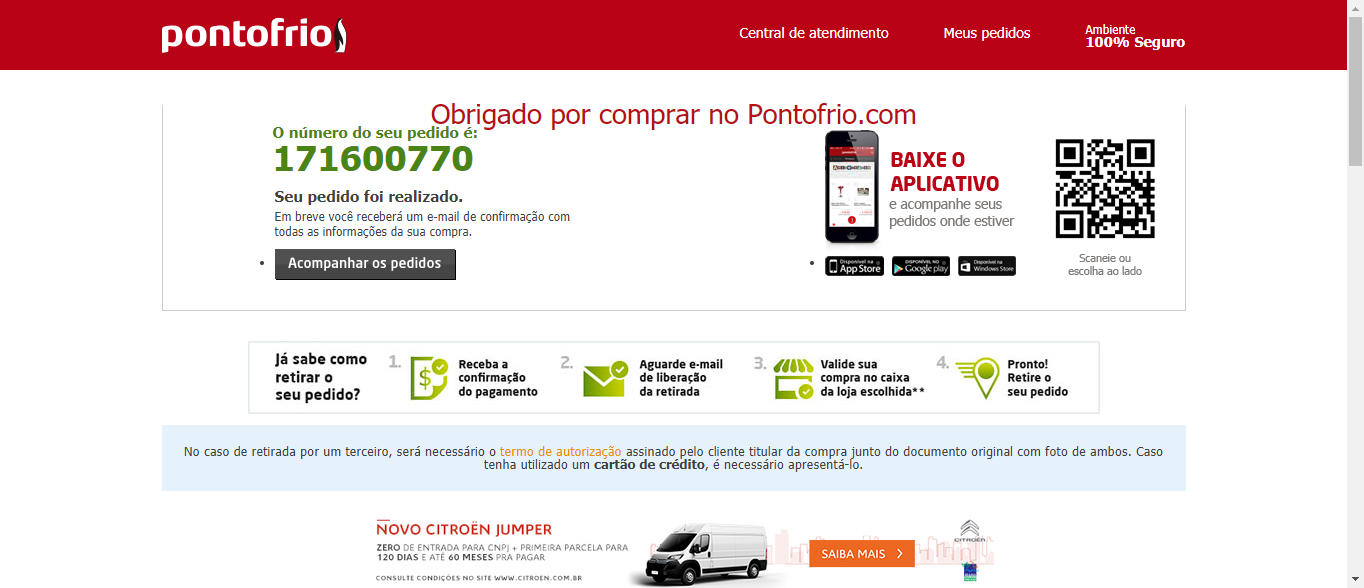 pontofrio
Central de atendimento
Meus pedidos
Ambiente
100% Seguro
Obrigado por comprar no Pontofrio.com
O número do seu pedido é:
171600770
Seu pedido foi realizado.
Em breve você receberá um e-mail de confirmação com
todas as informações da sua compra.
Acompanhar os pedidos
BAIXE O
APLICATIVO
e acompanhe seus
pedidos onde estiver
Disponível na
App Store
DISPONÍVEL NO
Google play
Disponível na
Windows Store
Scaneie ou
escolha ao lado
Já sabe como
retirar o
seu pedido?
1.
Receba a
confirmação
do pagamento
2.
Aguarde e-mail
de liberação
da retirada
3.
Valide sua
compra no caixa
da loja escolhida**
4.
Pronto!
Retire o
seu pedido
No caso de retirada por um terceiro, será necessário o termo de autorização assinado pelo cliente titular da compra junto do documento original com foto de ambos. Caso
tenha utilizado um cartão de crédito, é necessário apresentá-lo.
NOVO CITROËN JUMPER
ZERO DE ENTRADA PARA CNPJ + PRIMEIRA PARCELA PARA
120 DIAS E ATÉ 60 MESES PRA PAGAR
CONSULTE CONDIÇÕES NO SITE WWW.CITROEN.COM.BR
SAIBA MAIS
CITROËN